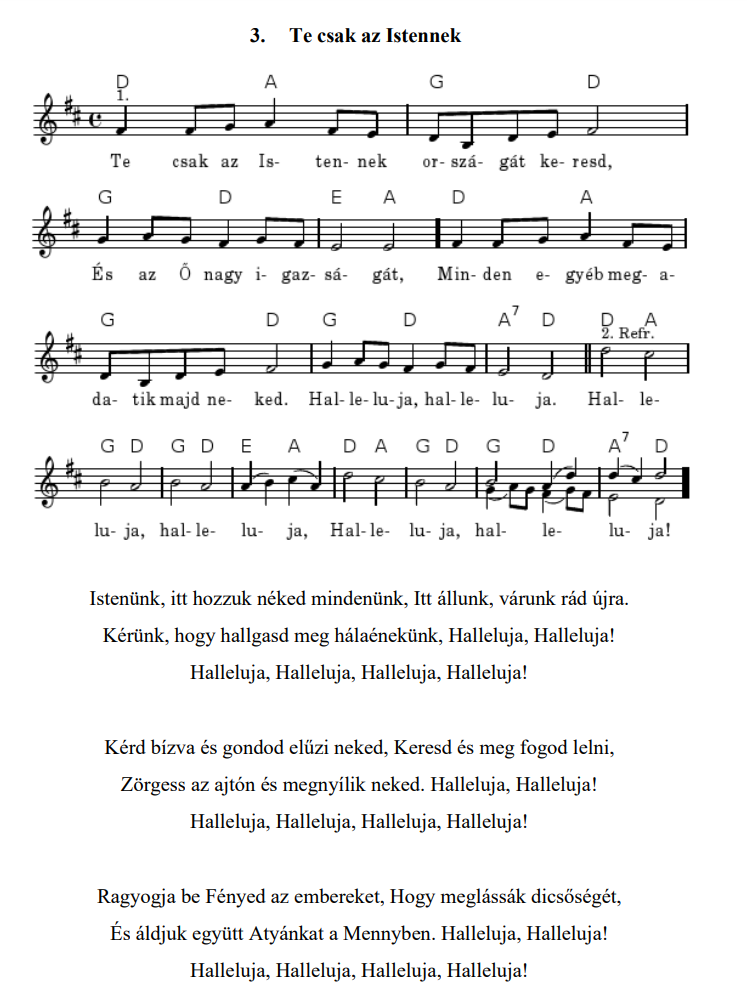 3. Te csak az Istennek
D A G D
1.
Te csak az Is- ten- nek or- szá- gát ke- resd,
G D E A D A
És az Ő nagy i- gaz- sá- gát, Min- den e- gyéb meg- a-
G D G D A7 D D A
2. Refr.
da- tik majd ne- ked. Hal- le- lu- ja, hal- le- lu- ja. Hal- le-
G D G D E A D A G D G D A7 D
lu- ja, hal- le- lu- ja, Hal- le- lu- ja, hal- le- lu- ja!
Istenünk, itt hozzuk néked mindenünk, Itt állunk, várunk rád újra.
Kérünk, hogy hallgasd meg hálaénekünk, Halleluja, Halleluja!
Halleluja, Halleluja, Halleluja, Halleluja!
Kérd bízva és gondod elűzi neked, Keresd és meg fogod lelni,
Zörgess az ajtón és megnyílik neked. Halleluja, Halleluja!
Halleluja, Halleluja, Halleluja, Halleluja!
Ragyogja be Fényed az embereket, Hogy meglássák dicsőségét,
És áldjuk együtt Atyánkat a Mennyben. Halleluja, Halleluja!
Halleluja, Halleluja, Halleluja, Halleluja!